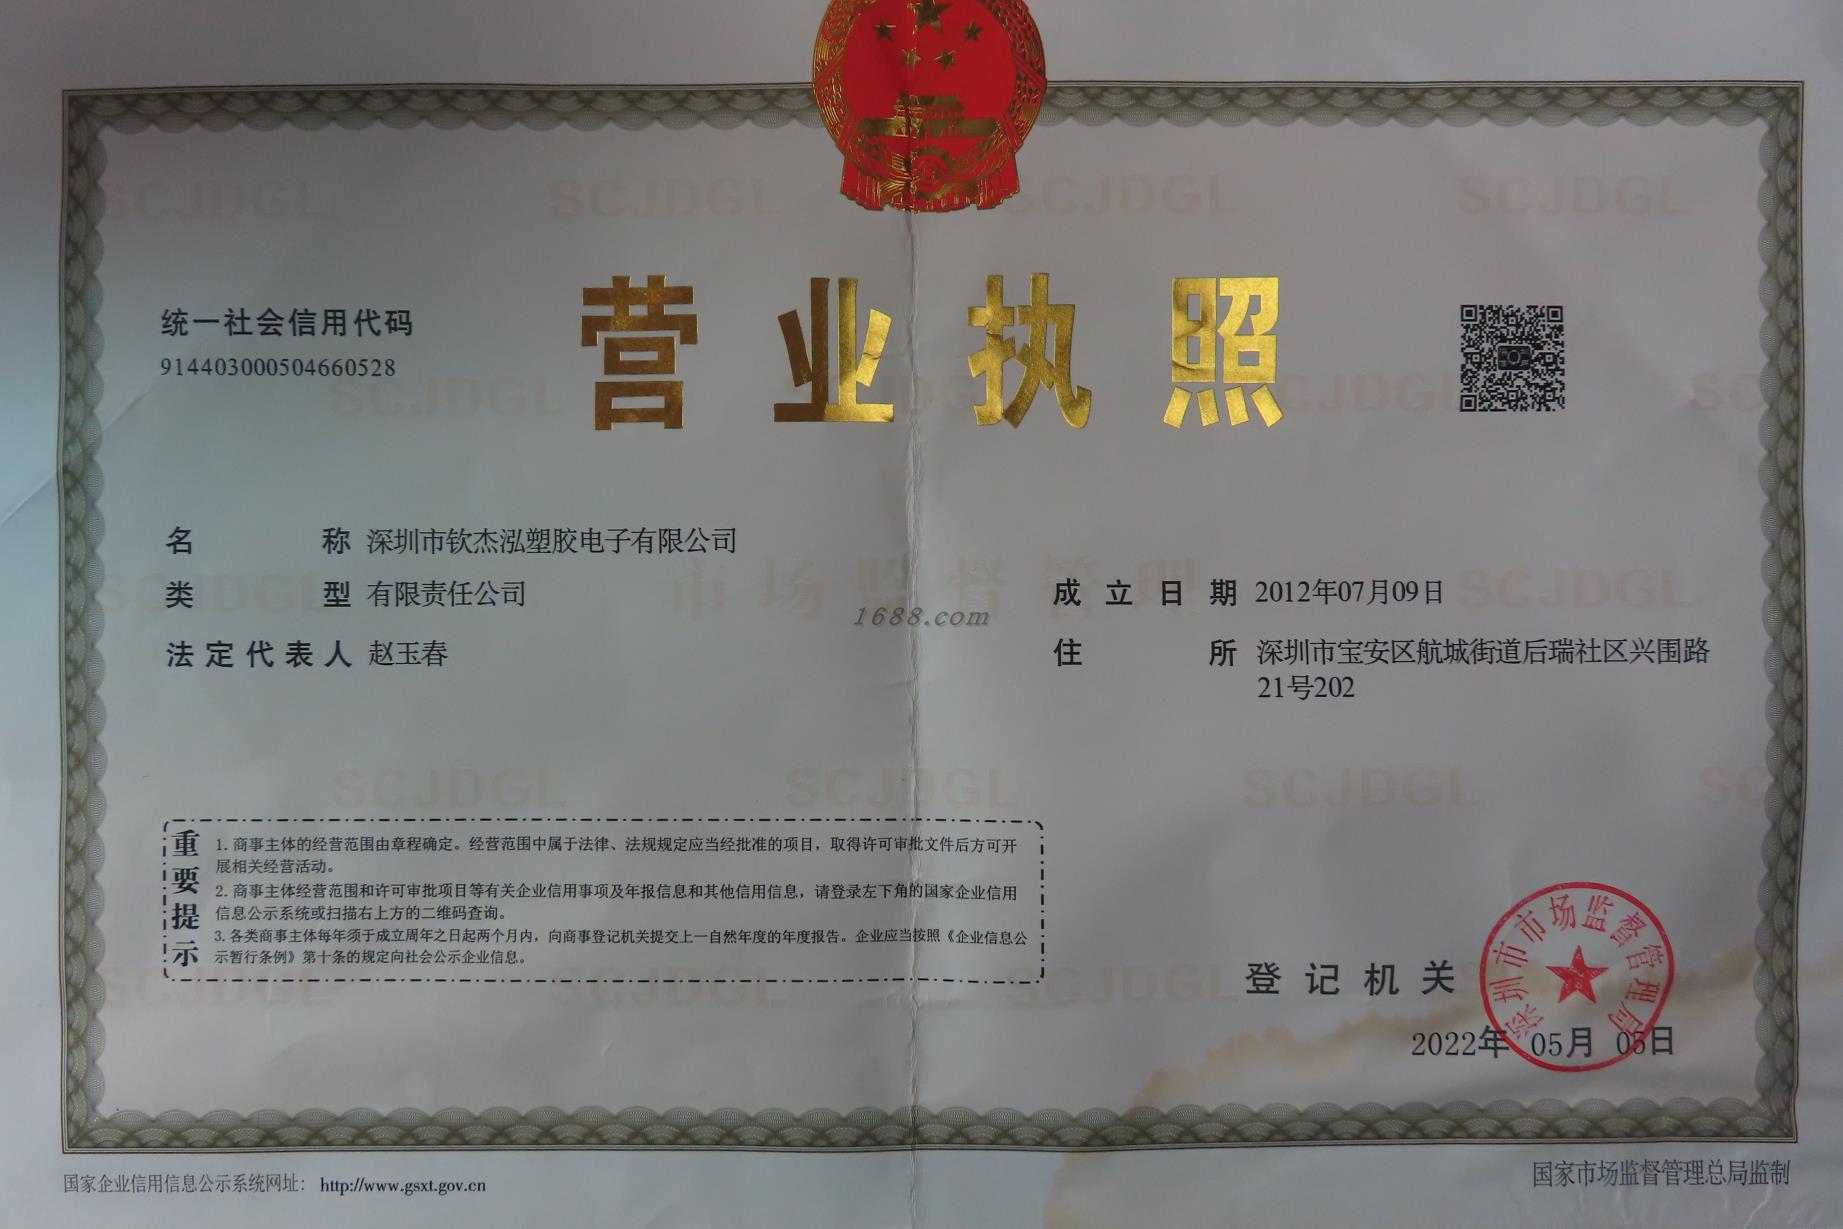 营业执照
统一社会信用代码
914403000504660528
名 称 深圳市钦杰泓塑胶电子有限公司
类 型 有限责任公司
法定代表人 赵玉春
成立日期 2012年07月09日
住 所 深圳市宝安区航城街道后瑞社区兴围路
21号202
1688.com
重要提示
1. 商事主体的经营范围由章程确定。经营范围中属于法律、法规规定应当经批准的项目，取得许可审批文件后方可开
展相关经营活动。
2. 商事主体经营范围和许可审批项目等有关企业信用事项及年报信息和其他信用信息，请登录左下角的国家企业信用
信息公示系统或扫描右上方的二维码查询。
3. 各类商事主体每年须于成立周年之日起两个月内，向商事登记机关提交上一自然年度的年度报告。企业应当按照《企业信息公
示暂行条例》第十条的规定向社会公示企业信息。
登记机关
深圳市市场监督管理局
2022年 05月 05日
国家企业信用信息公示系统网址： http://www.gsxt.gov.cn
国家市场监督管理总局监制
SCJDGL
市场监督管理